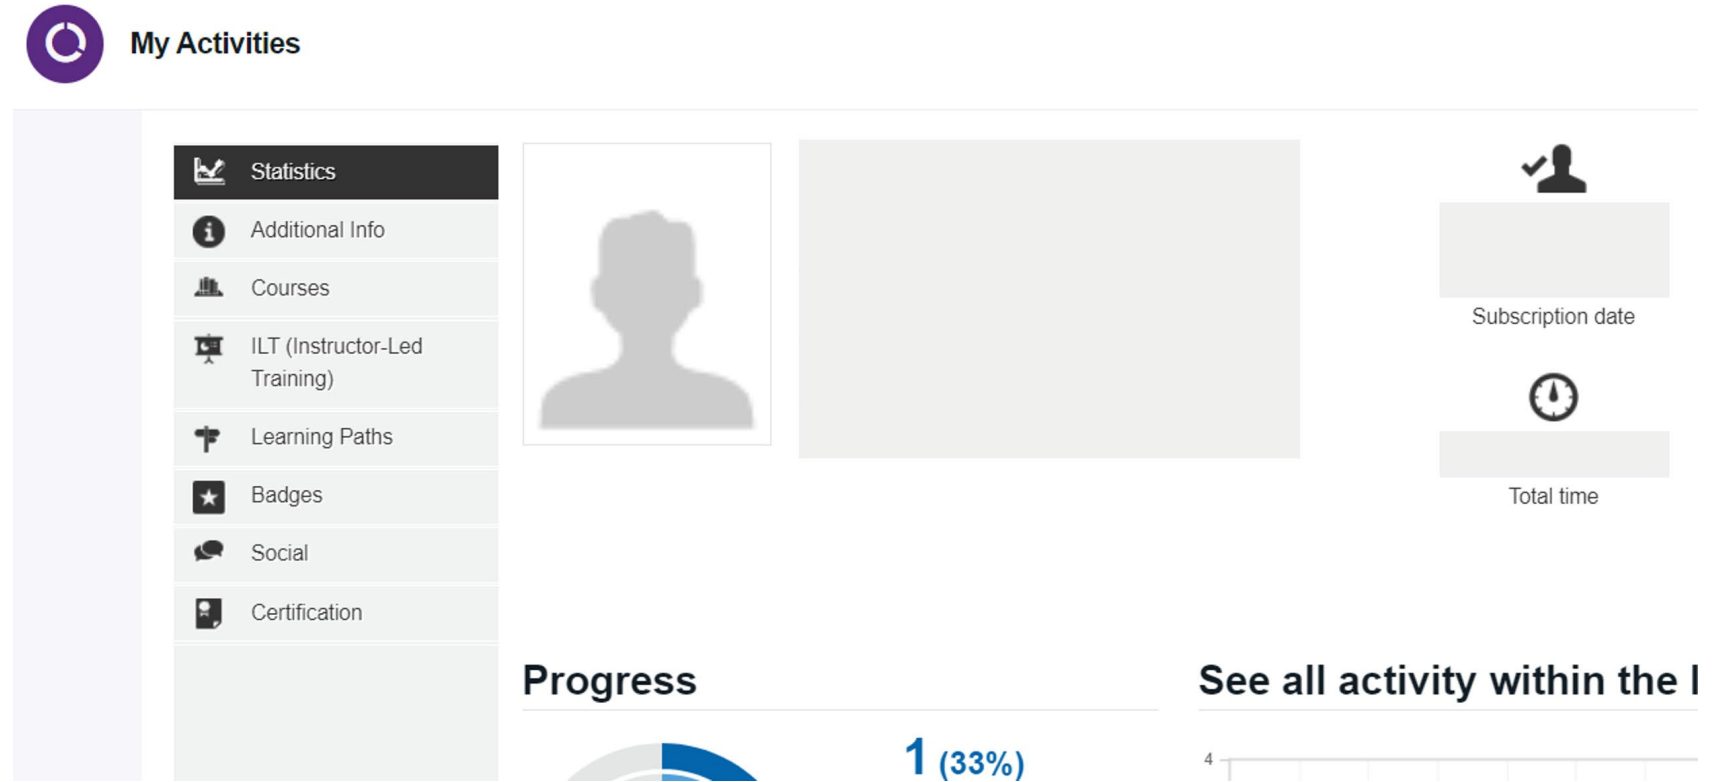 My Activities
Statistics
Additional Info
Courses
ILT (Instructor-Led
Training)
Learning Paths
Badges
Social
Certification
Subscription date
Total time
Progress
1 (33%)
See all activity within the
4